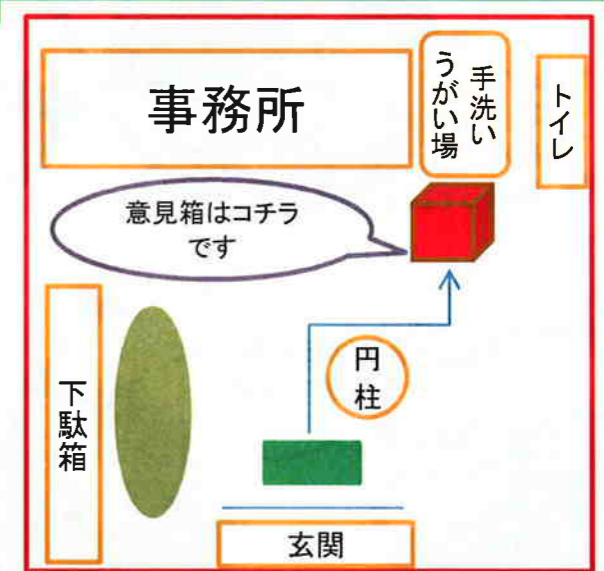 事務所
手洗い
うがい場
トイレ
意見箱はコチラ
です
円
柱
下駄箱
玄関